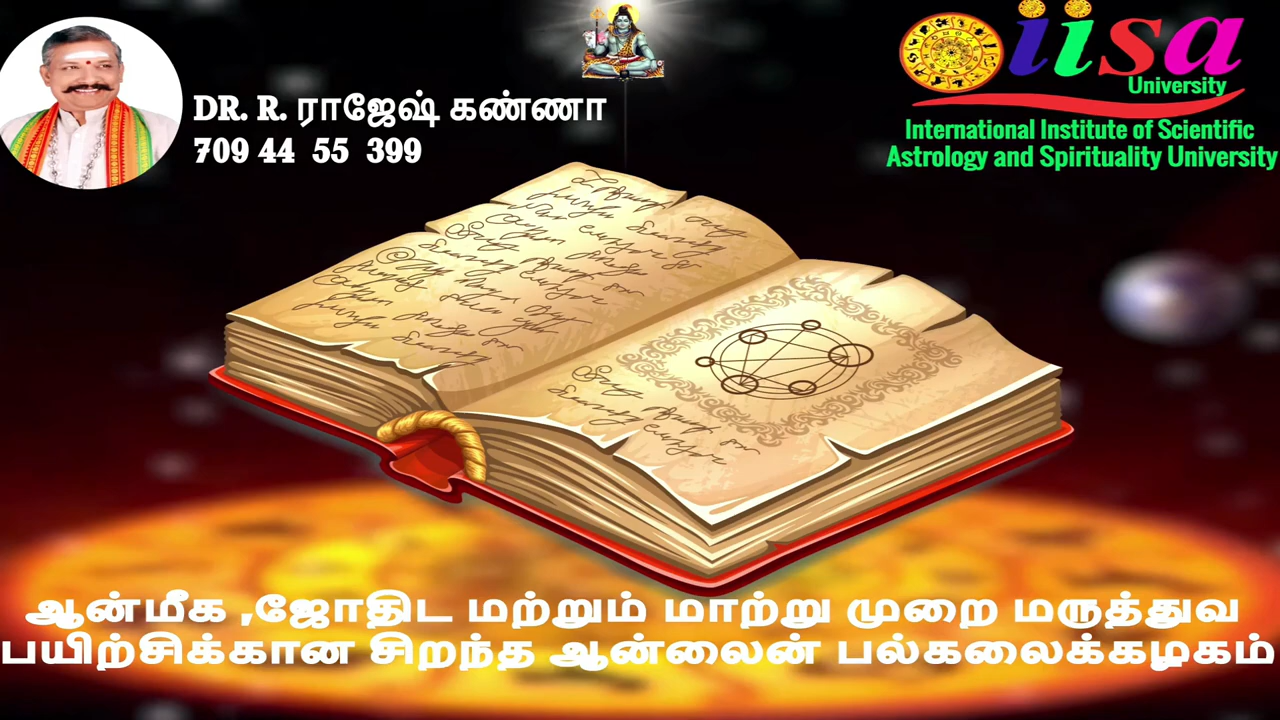 DR. R. ராஜேஷ் கண்ணா
709 44 55 399
iisa
University
International Institute of Scientific
Astrology and Spirituality University
ஆன்மீக ,ஜோதிட மற்றும் மாற்று முறை மருத்துவ
பயிற்சிக்கான சிறந்த ஆன்லைன் பல்கலைக்கழகம்